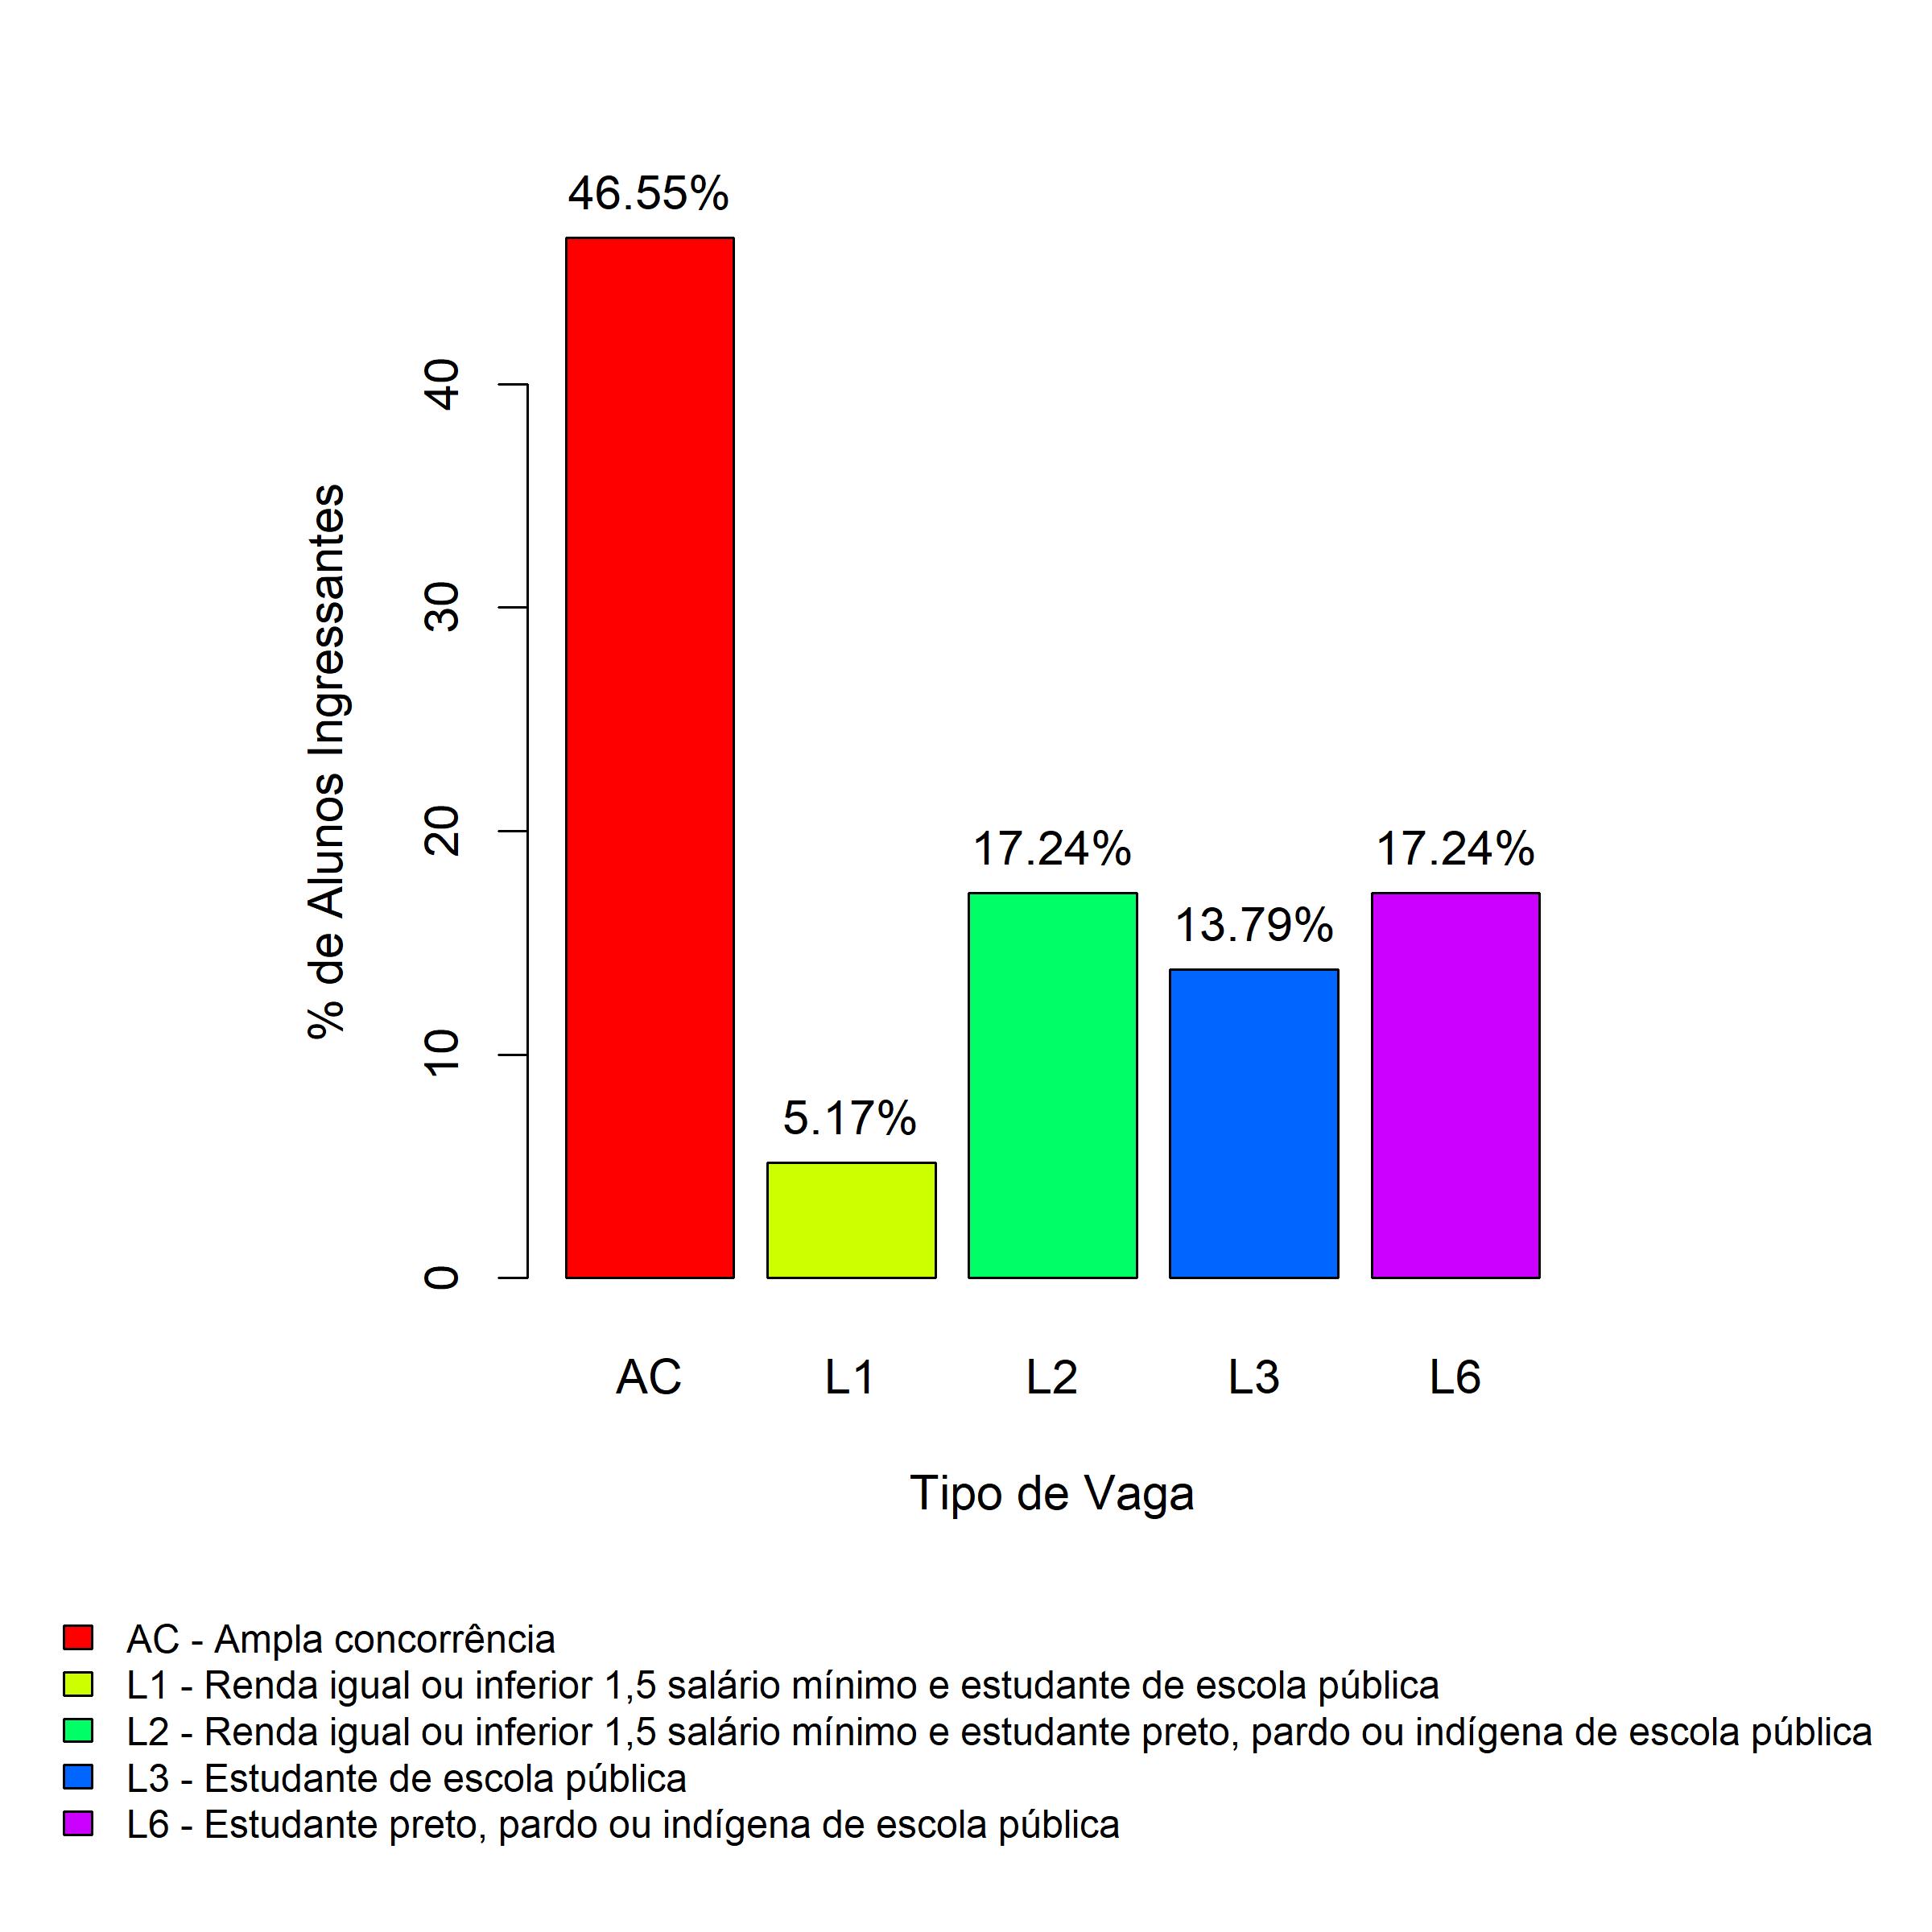 46.55%
40
30
20
10
0
% de Alunos Ingressantes
5.17%
17.24%
13.79%
17.24%
AC L1 L2 L3 L6
Tipo de Vaga
AC - Ampla concorrência
L1 - Renda igual ou inferior 1,5 salário mínimo e estudante de escola pública
L2 - Renda igual ou inferior 1,5 salário mínimo e estudante preto, pardo ou indígena de escola pública
L3 - Estudante de escola pública
L6 - Estudante preto, pardo ou indígena de escola pública